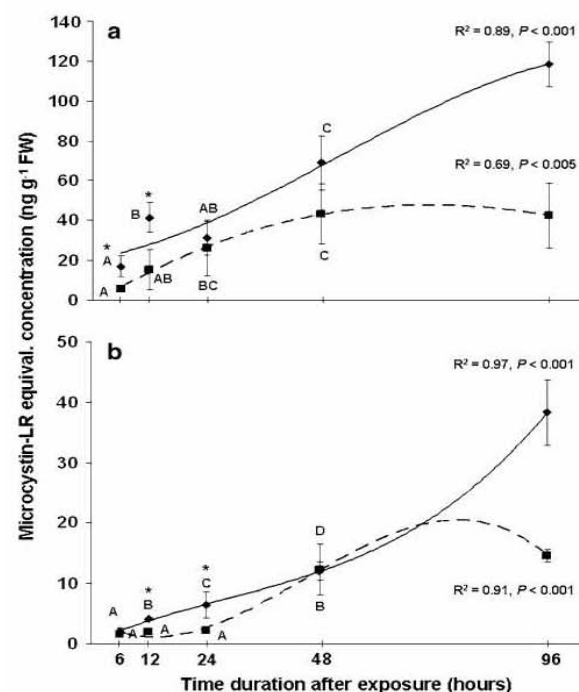 a
R² = 0.89, P < 0.001
140
120
100
80
60
40
20
0
R² = 0.69, P < 0.005
*
A
*
B
AB
C
A
AB
BC
C
b
R² = 0.97, P < 0.001
50
40
30
20
10
0
R² = 0.91, P < 0.001
A
*
B
*
C
D
A
A
A
B
6 12 24 48 96
Time duration after exposure (hours)
Microcystin-LR equival. concentration (ng g⁻¹ FW)